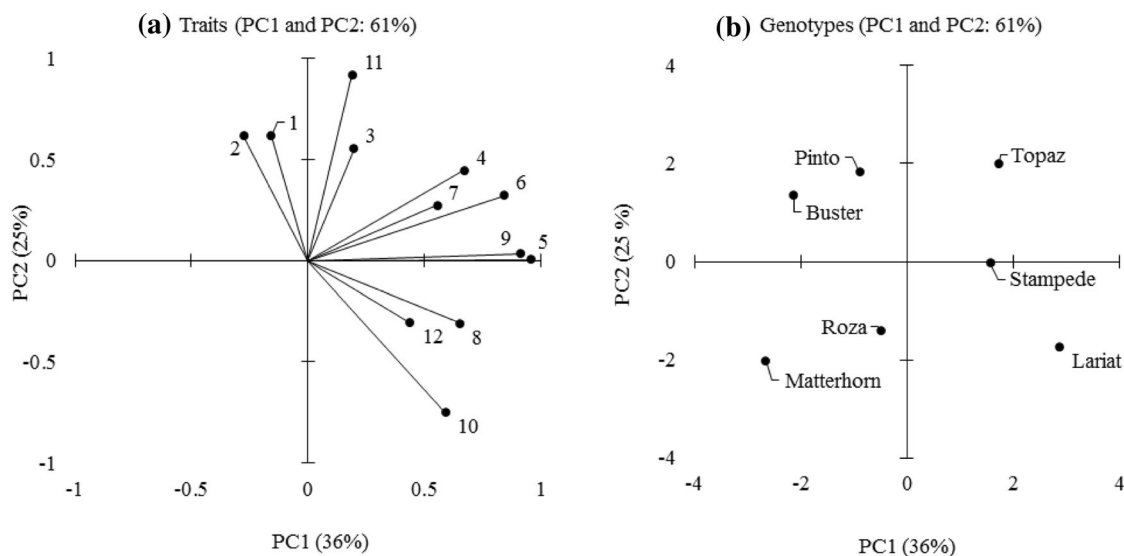 (a) Traits (PC1 and PC2: 61%)
1
0.5
0
-0.5
-1
PC2 (25%)
11
1
2
3
4
7
6
9
5
12
8
10
-1
-0.5
0
0.5
1
PC1 (36%)
(b) Genotypes (PC1 and PC2: 61%)
4
2
0
-2
-4
PC2 (25 %)
Pinto
Topaz
Buster
Stampede
Roza
Lariat
Matterhorn
-4
-2
0
2
4
PC1 (36%)